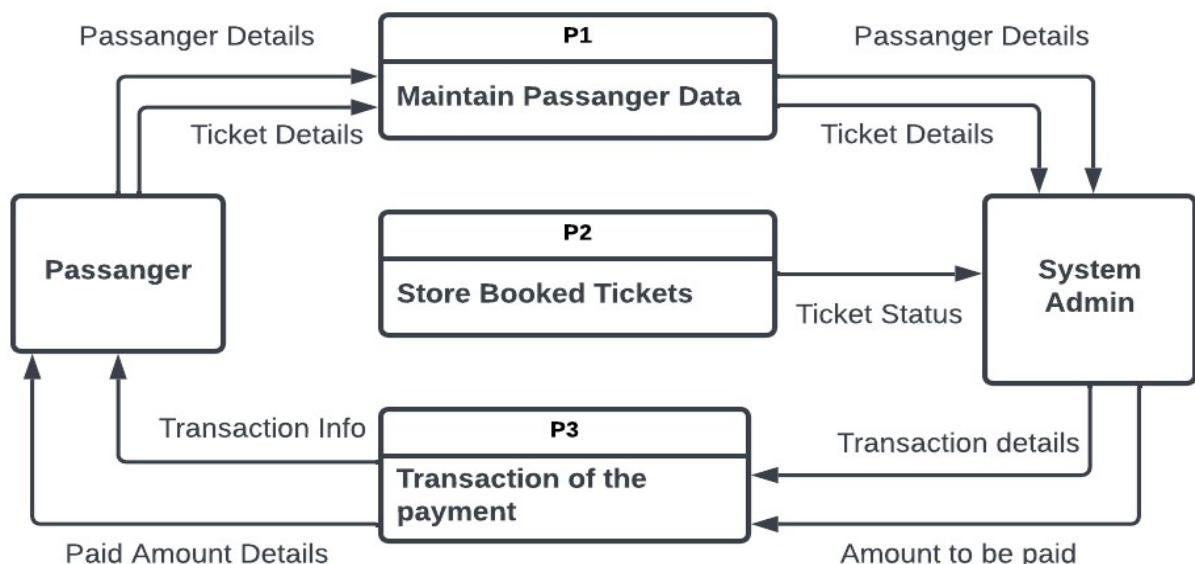 Passanger Details
P1
Passanger Details
Maintain Passanger Data
Ticket Details
Ticket Details
P2
Passanger
Store Booked Tickets
System
Admin
Ticket Status
Transaction Info
P3
Transaction details
Transaction of the
payment
Paid Amount Details
Amount to be paid